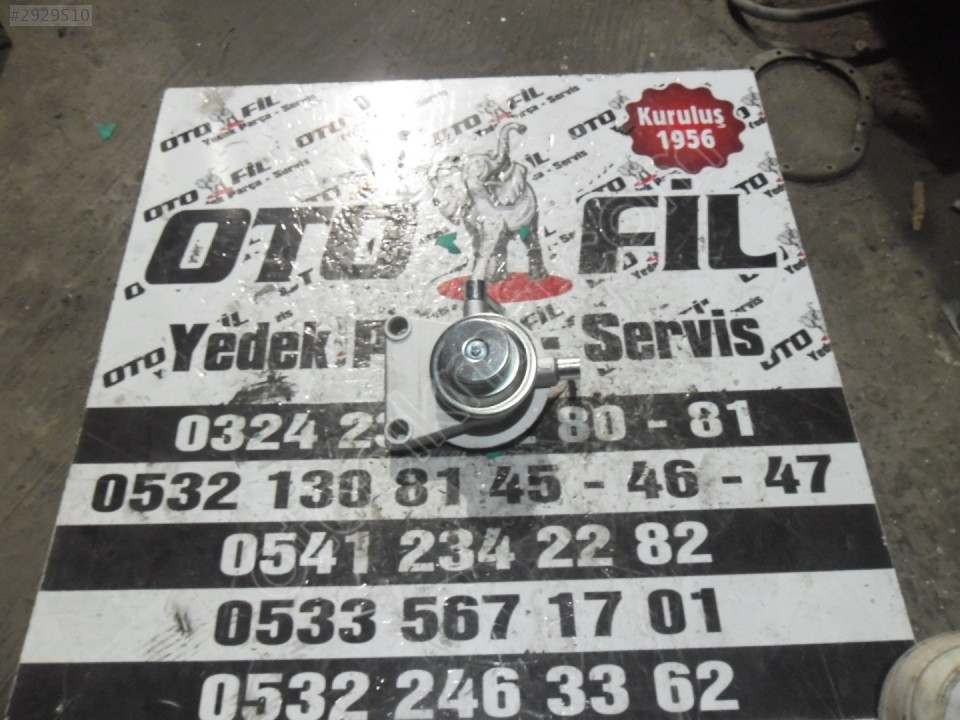 #2929510
OTO FİL
Yedek Parça - Servis
Kuruluş
1956
OTO FİL
Yedek P - Servis
0324 23 80 - 81
0532 130 81 45 - 46 - 47
0541 234 22 82
0533 567 17 01
0532 246 33 62